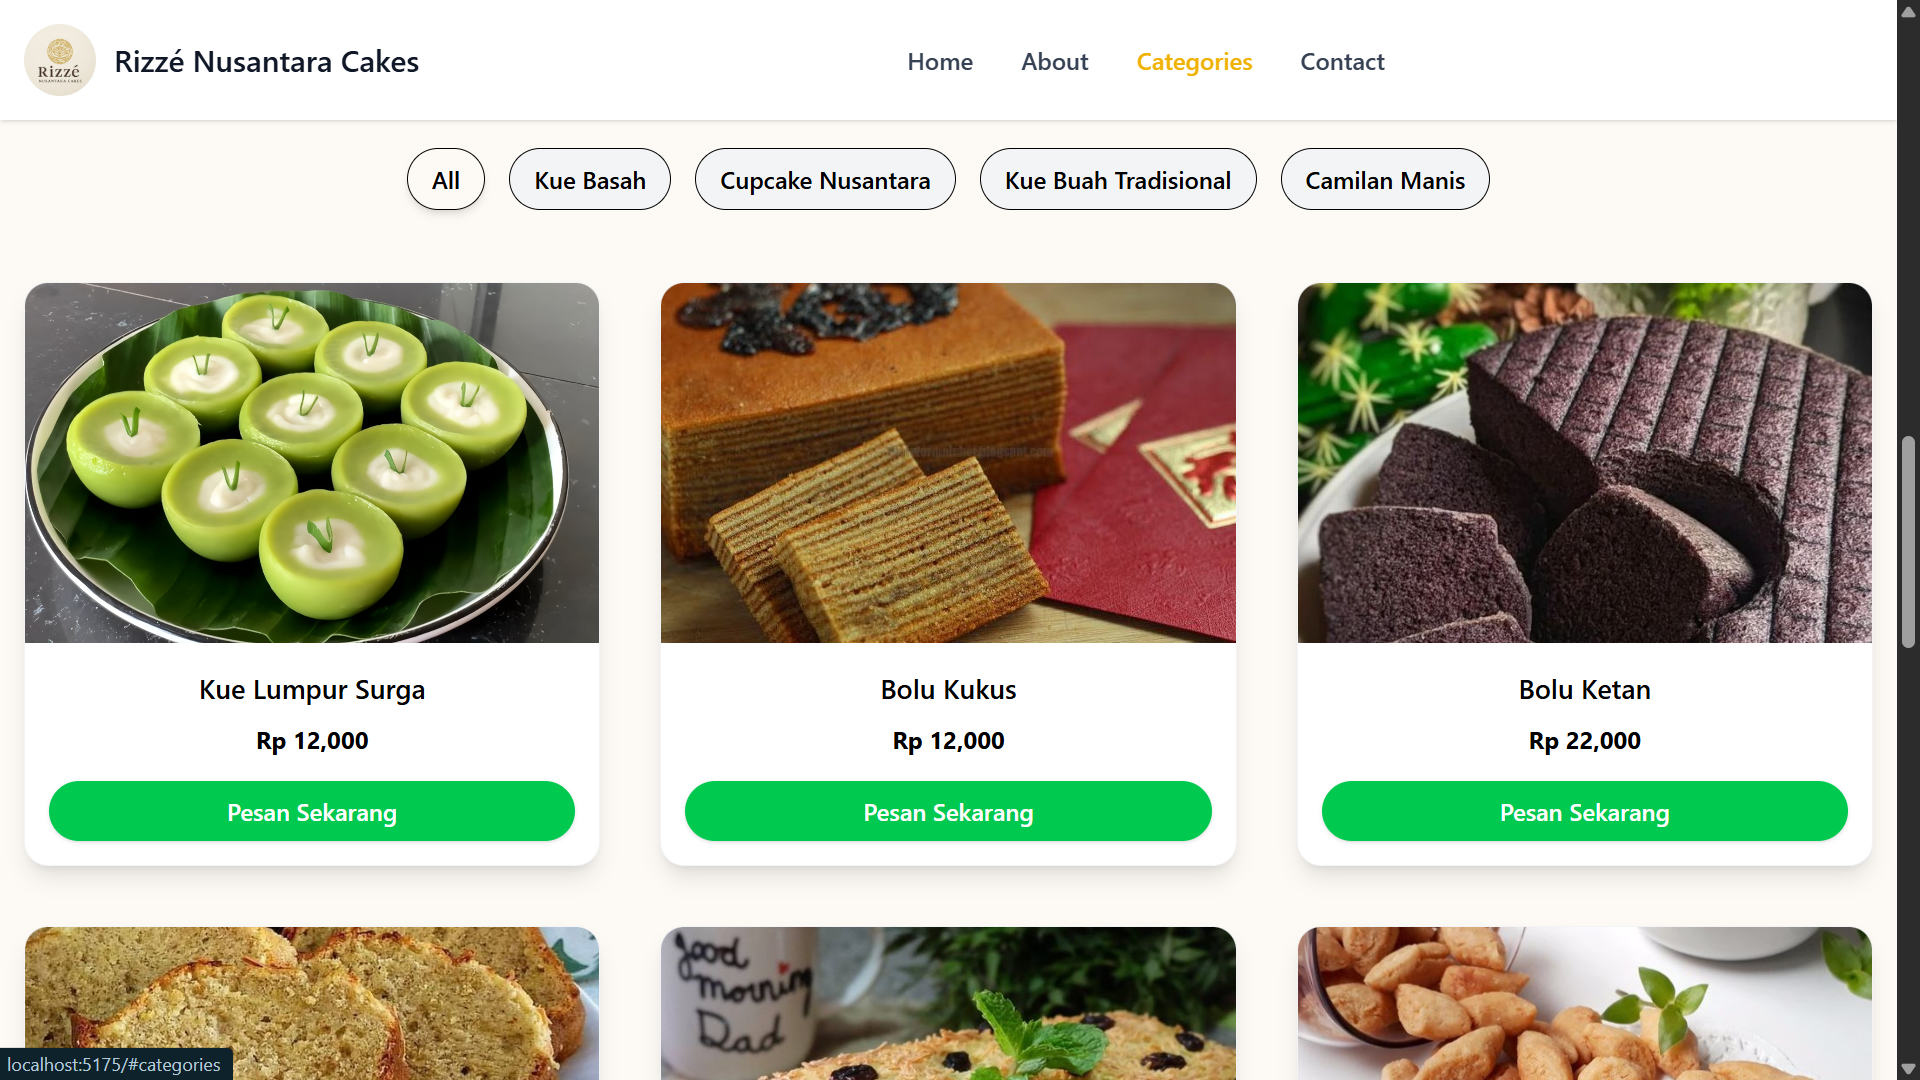 Rizzé
NUSANTARA CAKES
Rizzé Nusantara Cakes
Home
About
Categories
Contact
All
Kue Basah
Cupcake Nusantara
Kue Buah Tradisional
Camilan Manis
Kue Lumpur Surga
Rp 12,000
Pesan Sekarang
Bolu Kukus
Rp 12,000
Pesan Sekarang
Bolu Ketan
Rp 22,000
Pesan Sekarang
good
morning
Dad
localhost:5175/#categories